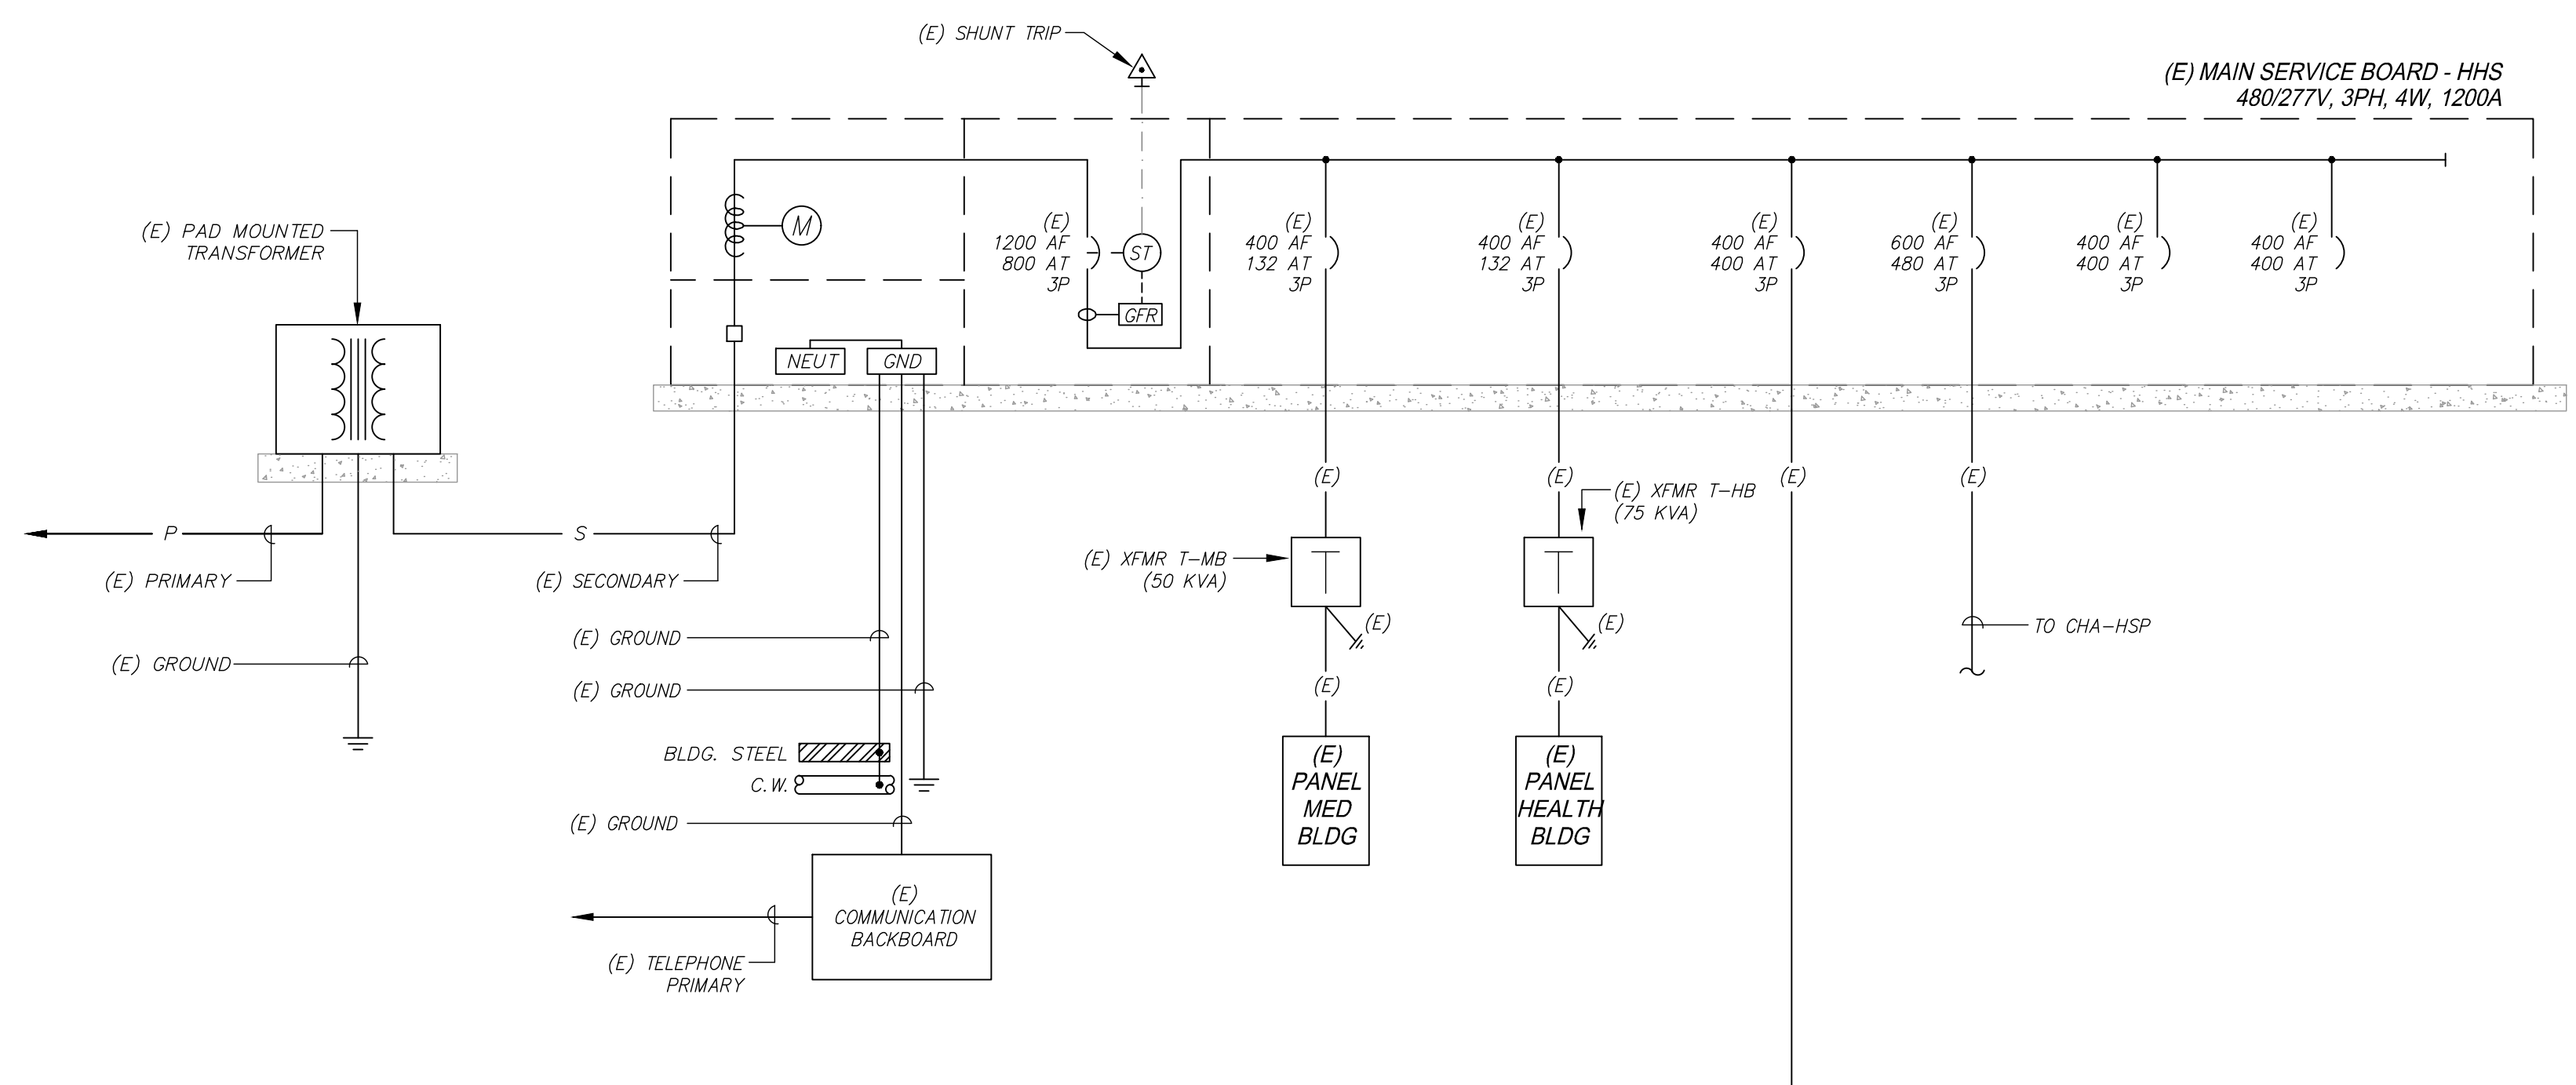 (E) SHUNT TRIP
(E) MAIN SERVICE BOARD - HHS
480/277V, 3PH, 4W, 1200A
(E) PAD MOUNTED
TRANSFORMER
M
(E)
1200 AF
800 AT
3P
ST
GFR
(E)
400 AF
132 AT
3P
(E)
400 AF
132 AT
3P
(E)
400 AF
400 AT
3P
(E)
600 AF
480 AT
3P
(E)
400 AF
400 AT
3P
(E)
400 AF
400 AT
3P
NEUT
GND
(E)
(E)
(E)
(E)
(E) XFMR T-HB
(75 KVA)
P
S
(E) PRIMARY
(E) SECONDARY
(E) XFMR T-MB
(50 KVA)
(E)
(E)
TO CHA-HSP
(E) GROUND
(E) GROUND
(E) GROUND
(E)
(E)
BLDG. STEEL
C.W.
(E) GROUND
(E)
PANEL
MED
BLDG
(E)
PANEL
HEALTH
BLDG
(E)
COMMUNICATION
BACKBOARD
(E) TELEPHONE
PRIMARY